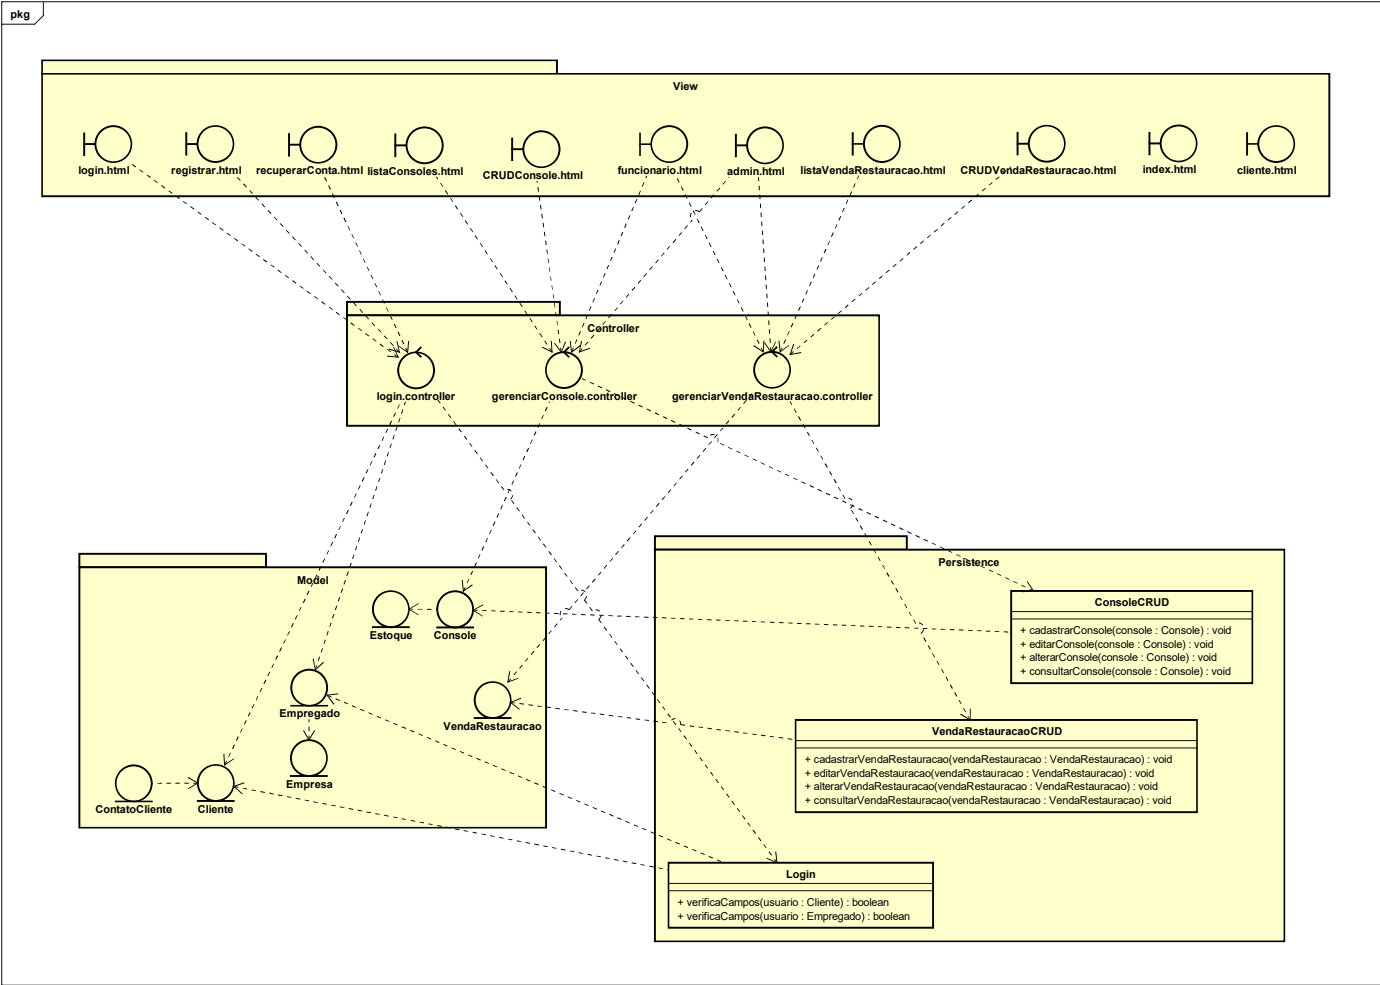 pkg
View
login.html
registrar.html
recuperarConta.html
listaConsoles.html
CRUDConsole.html
funcionario.html
admin.html
listaVendaRestauracao.html
CRUDVendaRestauracao.html
index.html
cliente.html
Controller
login.controller
gerenciarConsole.controller
gerenciarVendaRestauracao.controller
Model
Estoque
Console
Empregado
VendaRestauracao
Empresa
ContatoCliente
Cliente
Persistence
ConsoleCRUD
+ cadastrarConsole(console : Console) : void
+ editarConsole(console : Console) : void
+ alterarConsole(console : Console) : void
+ consultarConsole(console : Console) : void
VendaRestauracaoCRUD
+ cadastrarVendaRestauracao(vendaRestauracao : VendaRestauracao) : void
+ editarVendaRestauracao(vendaRestauracao : VendaRestauracao) : void
+ alterarVendaRestauracao(vendaRestauracao : VendaRestauracao) : void
+ consultarVendaRestauracao(vendaRestauracao : VendaRestauracao) : void
Login
+ verificaCampos(usuario : Cliente) : boolean
+ verificaCampos(usuario : Empregado) : boolean